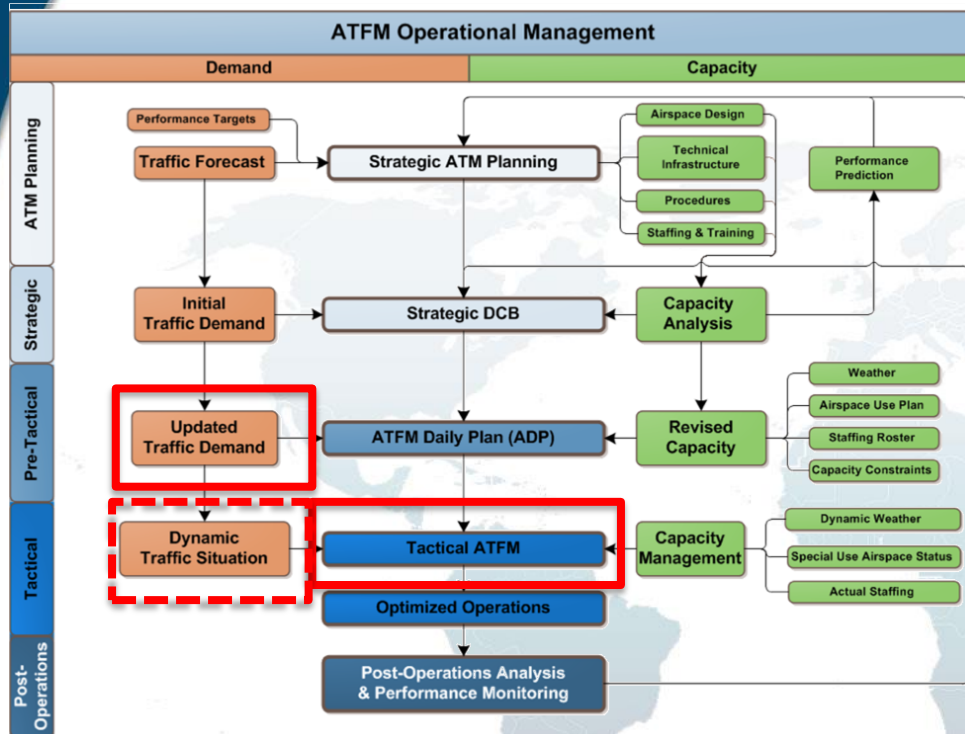 ATFM Operational Management
Demand
Capacity
ATM Planning
Performance Targets
Traffic Forecast
Strategic ATM Planning
Airspace Design
Technical
Infrastructure
Procedures
Staffing & Training
Performance
Prediction
Strategic
Initial
Traffic Demand
Strategic DCB
Capacity
Analysis
Pre-Tactical
Updated
Traffic Demand
ATFM Daily Plan (ADP)
Revised
Capacity
Weather
Airspace Use Plan
Staffing Roster
Capacity Constraints
Tactical
Dynamic
Traffic Situation
Tactical ATFM
Capacity
Management
Dynamic Weather
Special Use Airspace Status
Actual Staffing
Optimized Operations
Post-
Operations
Post-Operations Analysis
& Performance Monitoring